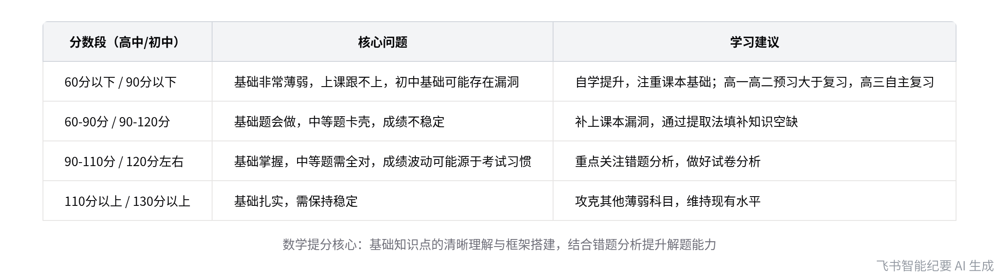 分数段（高中/初中） 核心问题 学习建议
60分以下 / 90分以下 基础非常薄弱，上课跟不上，初中基础可能存在漏洞 自学提升，注重课本基础；高一高二预习大于复习，高三自主复习
60-90分 / 90-120分 基础题会做，中等题卡壳，成绩不稳定 补上课本漏洞，通过提取法填补知识空缺
90-110分 / 120分左右 基础掌握，中等题需全对，成绩波动可能源于考试习惯 重点关注错题分析，做好试卷分析
110分以上 / 130分以上 基础扎实，需保持稳定 攻克其他薄弱科目，维持现有水平
数学提分核心：基础知识点的清晰理解与框架搭建，结合错题分析提升解题能力
飞书智能纪要 AI 生成